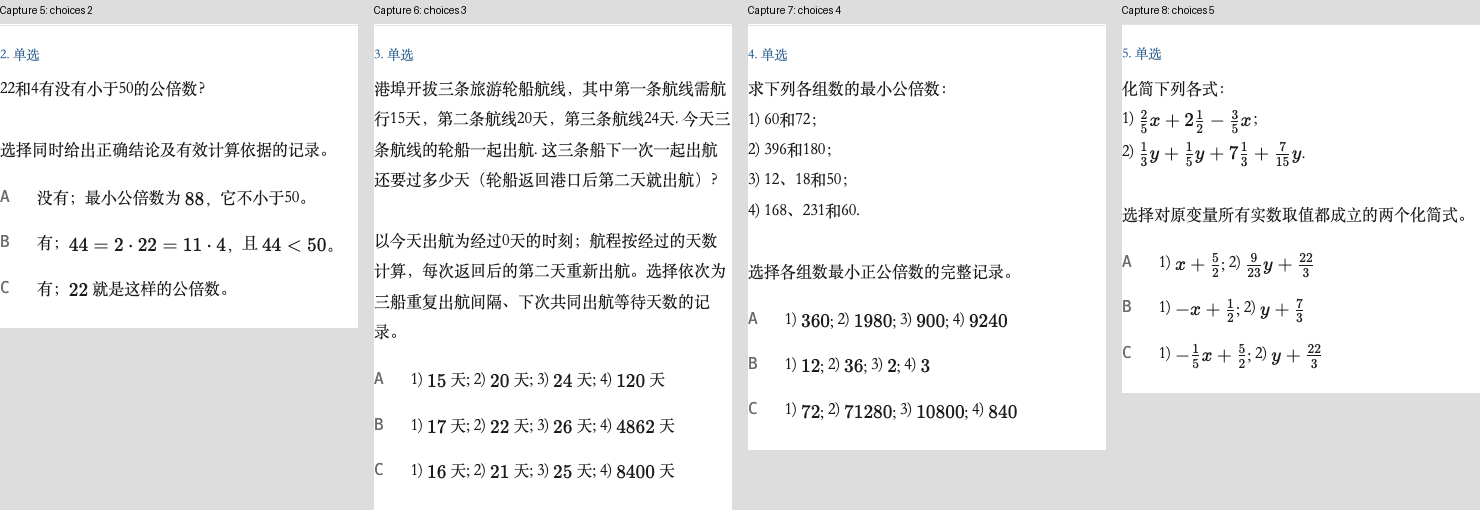 Capture 5: choices 2
2. 单选
22和4有没有小于50的公倍数?
选择同时给出正确结论及有效计算依据的记录。
A 没有；最小公倍数为 88，它不小于50。
B 有；44 = 2 · 22 = 11 · 4，且 44 < 50。
C 有；22 就是这样的公倍数。
Capture 6: choices 3
3. 单选
港埠开拔三条旅游轮船航线，其中第一条航线需航
行15天，第二条航线20天，第三条航线24天. 今天三
条航线的轮船一起出航. 这三条船下一次一起出航
还要过多少天（轮船返回港口后第二天就出航）?
以今天出航为经过0天的时刻；航程按经过的天数
计算，每次返回后的第二天重新出航。选择依次为
三船重复出航间隔、下次共同出航等待天数的记
录。
A 1) 15 天; 2) 20 天; 3) 24 天; 4) 120 天
B 1) 17 天; 2) 22 天; 3) 26 天; 4) 4862 天
C 1) 16 天; 2) 21 天; 3) 25 天; 4) 8400 天
Capture 7: choices 4
4. 单选
求下列各组数的最小公倍数：
1) 60和72；
2) 396和180；
3) 12、18和50；
4) 168、231和60.
选择各组数最小正公倍数的完整记录。
A 1) 360; 2) 1980; 3) 900; 4) 9240
B 1) 12; 2) 36; 3) 2; 4) 3
C 1) 72; 2) 71280; 3) 10800; 4) 840
Capture 8: choices 5
5. 单选
化简下列各式：
1) 2/5 x + 2 1/2 − 3/5 x；
2) 1/3 y + 1/5 y + 7 1/3 + 7/15 y.
选择对原变量所有实数取值都成立的两个化简式。
A 1) x + 5/2; 2) 9/23 y + 22/3
B 1) −x + 1/2; 2) y + 7/3
C 1) −1/5 x + 5/2; 2) y + 22/3